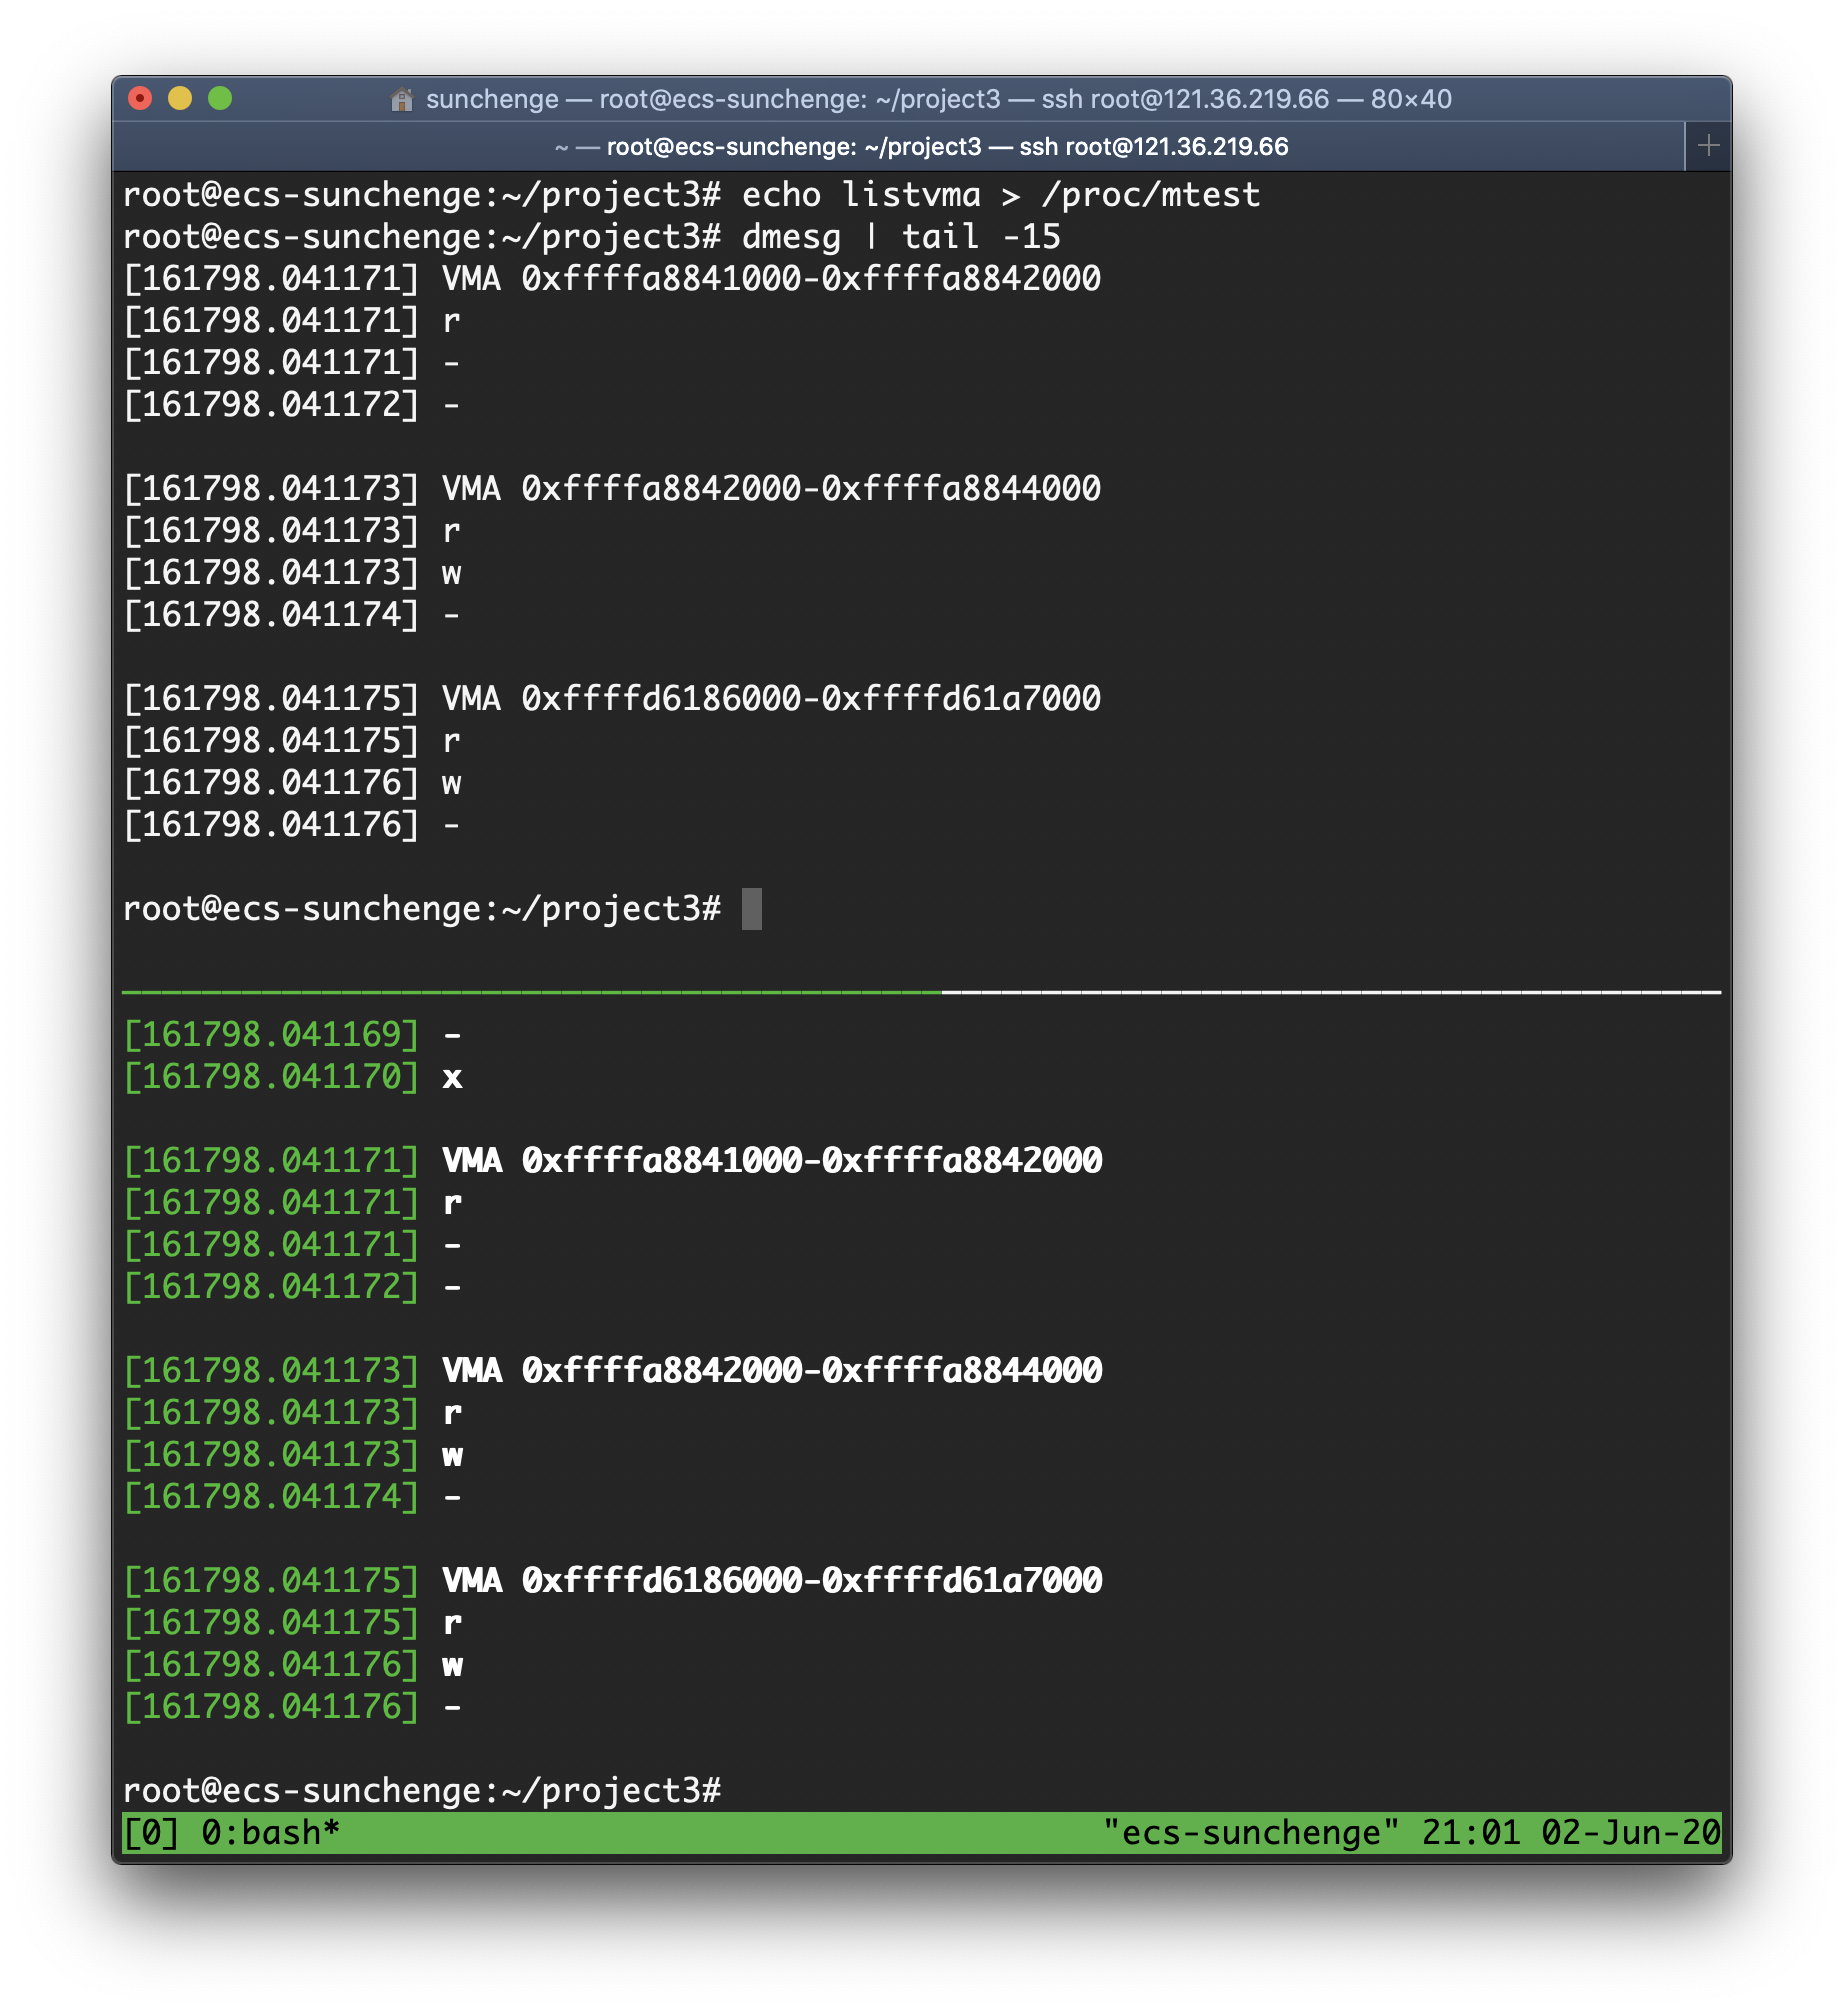 sunchenge — root@ecs-sunchenge: ~/project3 — ssh root@121.36.219.66 — 80×40
~ — root@ecs-sunchenge: ~/project3 — ssh root@121.36.219.66 +
root@ecs-sunchenge:~/project3# echo listvma > /proc/mtest
root@ecs-sunchenge:~/project3# dmesg | tail -15
[161798.041171] VMA 0xffffa8841000-0xffffa8842000
[161798.041171] r
[161798.041171] -
[161798.041172] -
[161798.041173] VMA 0xffffa8842000-0xffffa8844000
[161798.041173] r
[161798.041173] w
[161798.041174] -
[161798.041175] VMA 0xffffd6186000-0xffffd61a7000
[161798.041175] r
[161798.041176] w
[161798.041176] -
root@ecs-sunchenge:~/project3#
[161798.041169] -
[161798.041170] x
[161798.041171] VMA 0xffffa8841000-0xffffa8842000
[161798.041171] r
[161798.041171] -
[161798.041172] -
[161798.041173] VMA 0xffffa8842000-0xffffa8844000
[161798.041173] r
[161798.041173] w
[161798.041174] -
[161798.041175] VMA 0xffffd6186000-0xffffd61a7000
[161798.041175] r
[161798.041176] w
[161798.041176] -
root@ecs-sunchenge:~/project3#
[0] 0:bash* "ecs-sunchenge" 21:01 02-Jun-20